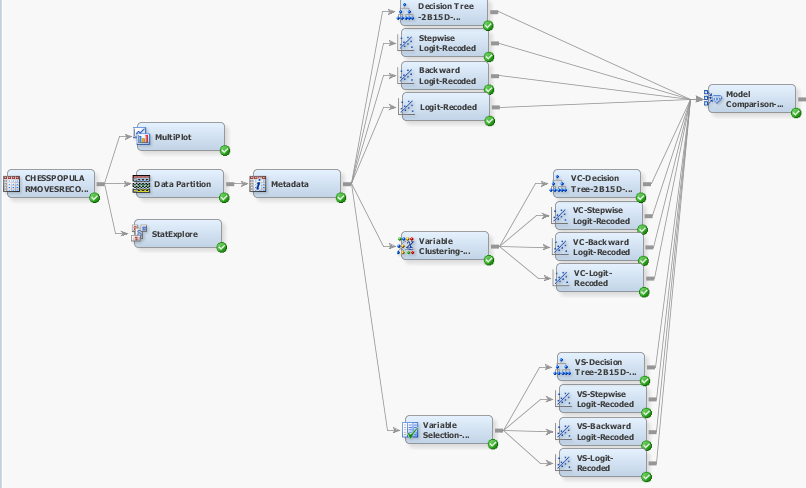 Decision Tree
-2B15D-...
Stepwise
Logit-Recoded
Backward
Logit-Recoded
Logit-Recoded
Model
Comparison-...
MultiPlot
CHESSPOPULA
RMOVESRECO...
Data Partition
Metadata
StatExplore
Variable
Clustering-...
VC-Decision
Tree-2B15D-...
VC-Stepwise
Logit-Recoded
VC-Backward
Logit-Recoded
VC-Logit-
Recoded
Variable
Selection-...
VS-Decision
Tree-2B15D-...
VS-Stepwise
Logit-Recoded
VS-Backward
Logit-Recoded
VS-Logit-
Recoded